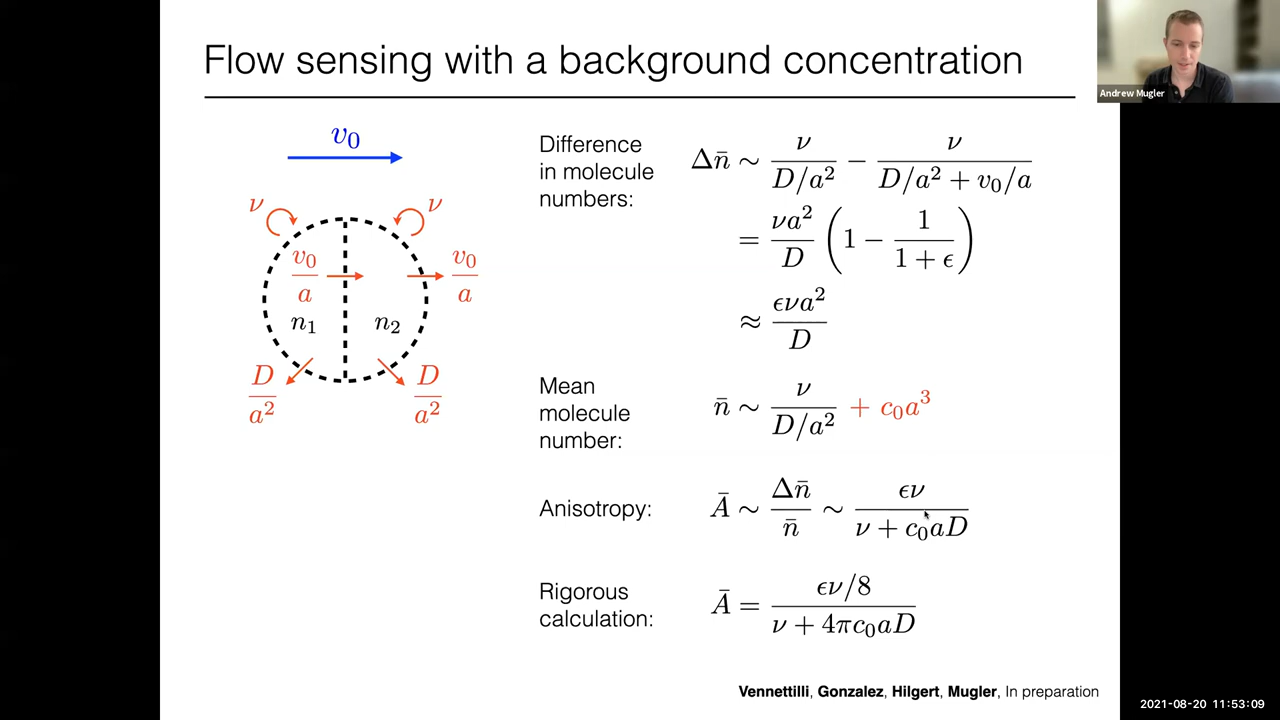 Flow sensing with a background concentration
Andrew Mugler
v₀
ν ν
v₀/a v₀/a
n₁ n₂
D/a² D/a²
Difference
in molecule
numbers:
Δn̄ ~ ν/(D/a²) − ν/(D/a² + v₀/a)
= νa²/D (1 − 1/(1 + ϵ))
≈ ϵνa²/D
Mean
molecule
number:
n̄ ~ ν/(D/a²) + c₀a³
Anisotropy:
Ā ~ Δn̄/n̄ ~ ϵν/(ν + c₀aD)
Rigorous
calculation:
Ā = (ϵν/8)/(ν + 4πc₀aD)
Vennettilli, Gonzalez, Hilgert, Mugler, In preparation
2021-08-20 11:53:09